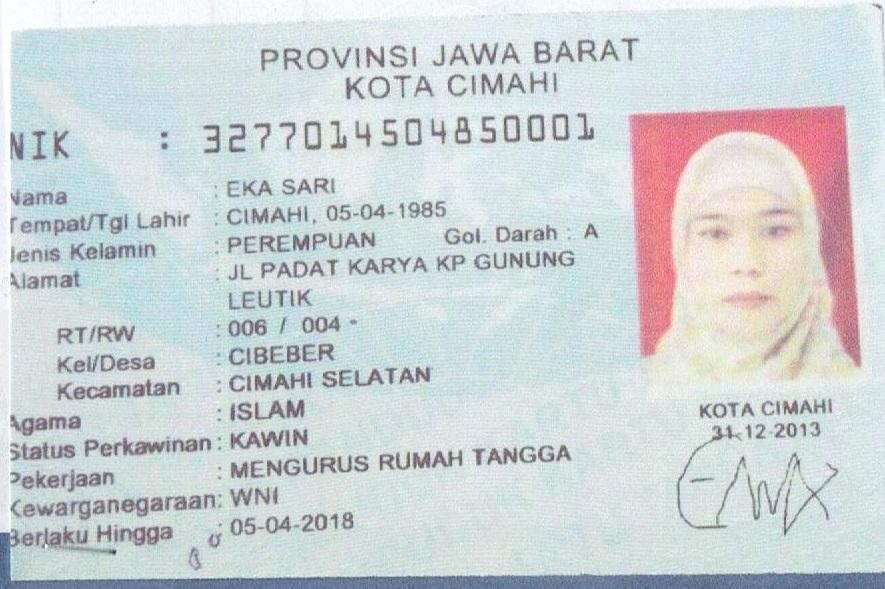 PROVINSI JAWA BARAT
KOTA CIMAHI
NIK : 3277014504850001
Nama : EKA SARI
Tempat/Tgl Lahir : CIMAHI, 05-04-1985
Jenis Kelamin : PEREMPUAN Gol. Darah : A
Alamat : JL PADAT KARYA KP GUNUNG
LEUTIK
RT/RW : 006 / 004
Kel/Desa : CIBEBER
Kecamatan : CIMAHI SELATAN
Agama : ISLAM
Status Perkawinan : KAWIN
Pekerjaan : MENGURUS RUMAH TANGGA
Kewarganegaraan : WNI
Berlaku Hingga : 05-04-2018
KOTA CIMAHI
31-12-2013